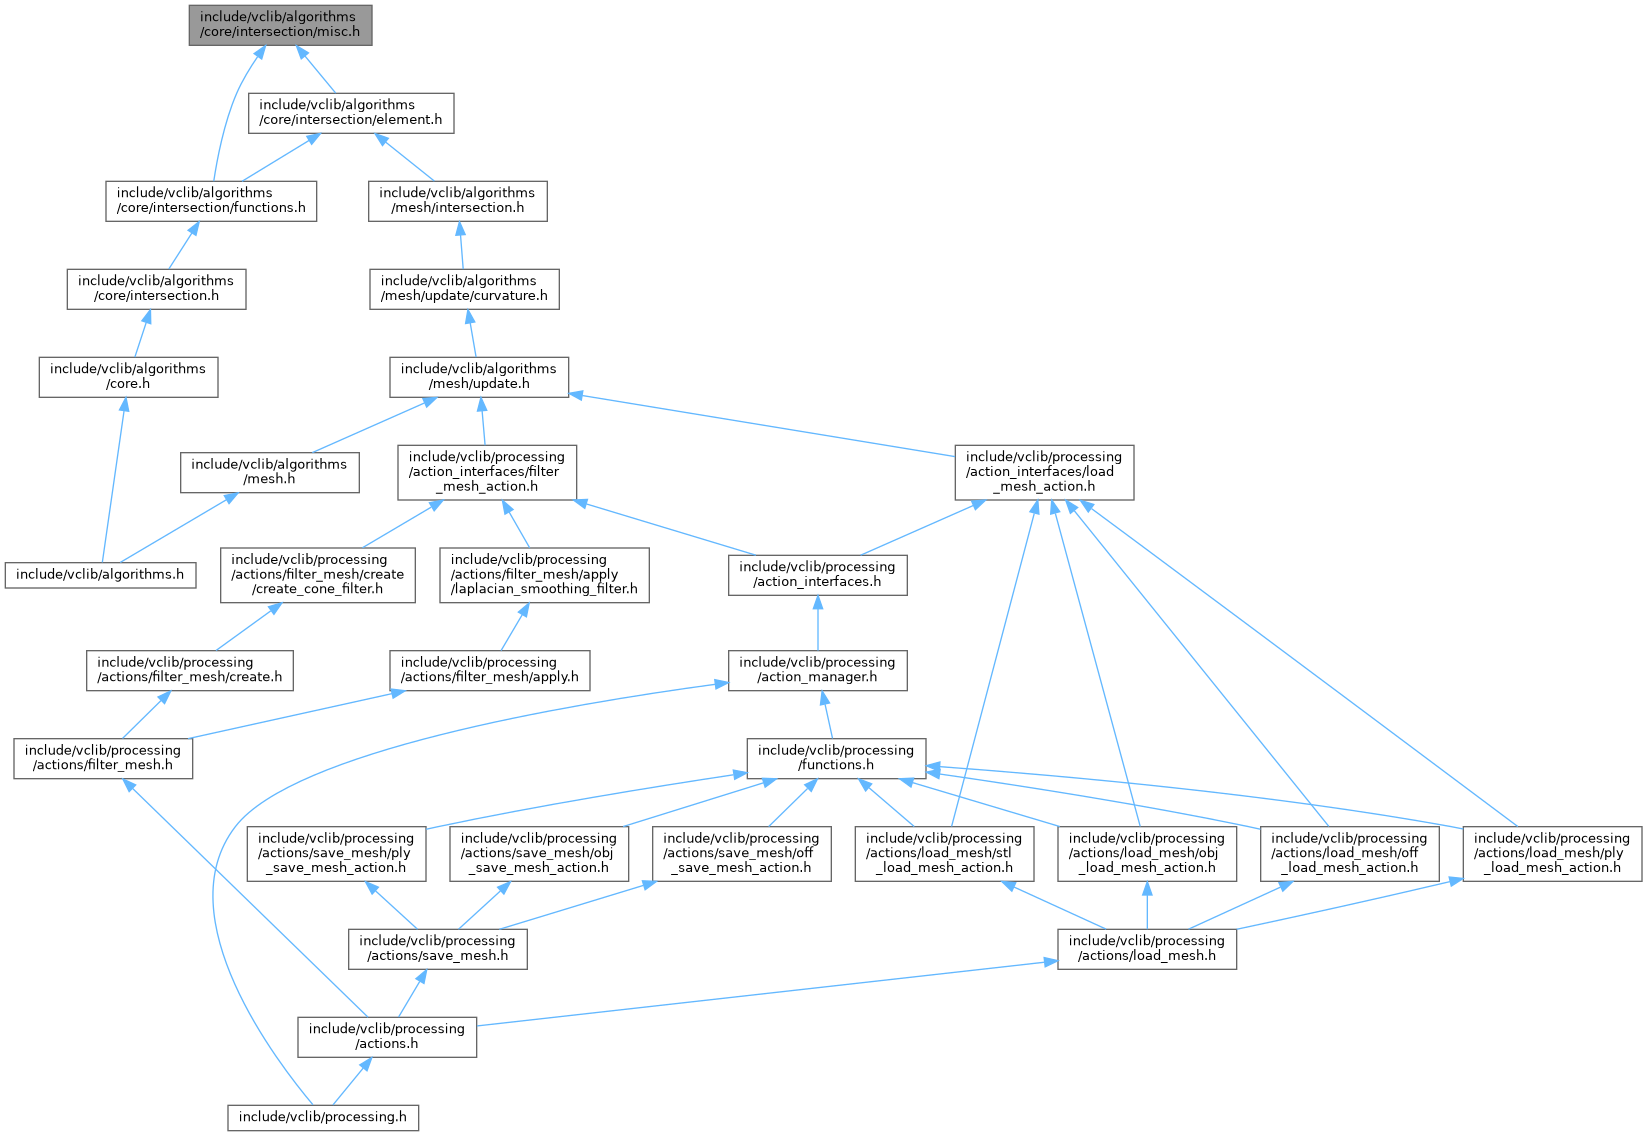 include/vclib/algorithms
/core/intersection/misc.h
include/vclib/algorithms
/core/intersection/element.h
include/vclib/algorithms
/core/intersection/functions.h
include/vclib/algorithms
/mesh/intersection.h
include/vclib/algorithms
/core/intersection.h
include/vclib/algorithms
/mesh/update/curvature.h
include/vclib/algorithms
/core.h
include/vclib/algorithms
/mesh/update.h
include/vclib/algorithms
/mesh.h
include/vclib/processing
/action_interfaces/filter
_mesh_action.h
include/vclib/processing
/action_interfaces/load
_mesh_action.h
include/vclib/algorithms.h
include/vclib/processing
/actions/filter_mesh/create
/create_cone_filter.h
include/vclib/processing
/actions/filter_mesh/apply
/laplacian_smoothing_filter.h
include/vclib/processing
/action_interfaces.h
include/vclib/processing
/actions/filter_mesh/create.h
include/vclib/processing
/actions/filter_mesh/apply.h
include/vclib/processing
/action_manager.h
include/vclib/processing
/actions/filter_mesh.h
include/vclib/processing
/functions.h
include/vclib/processing
/actions/save_mesh/ply
_save_mesh_action.h
include/vclib/processing
/actions/save_mesh/obj
_save_mesh_action.h
include/vclib/processing
/actions/save_mesh/off
_save_mesh_action.h
include/vclib/processing
/actions/load_mesh/stl
_load_mesh_action.h
include/vclib/processing
/actions/load_mesh/obj
_load_mesh_action.h
include/vclib/processing
/actions/load_mesh/off
_load_mesh_action.h
include/vclib/processing
/actions/load_mesh/ply
_load_mesh_action.h
include/vclib/processing
/actions/save_mesh.h
include/vclib/processing
/actions/load_mesh.h
include/vclib/processing
/actions.h
include/vclib/processing.h